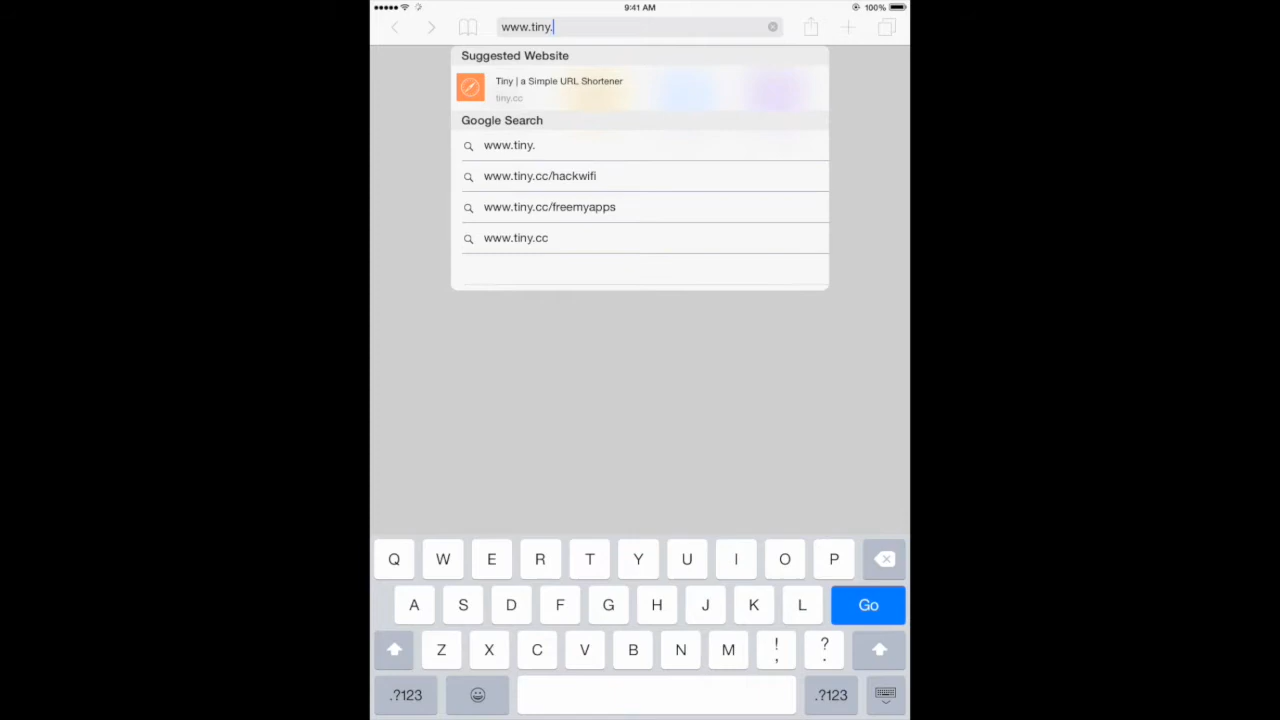 9:41 AM
100%
www.tiny.
Suggested Website
Tiny | a Simple URL Shortener
tiny.cc
Google Search
www.tiny.
www.tiny.cc/hackwifi
www.tiny.cc/freemyapps
www.tiny.cc
Q W E R T Y U I O P
A S D F G H J K L Go
Z X C V B N M ! , ? .
.?123 .?123